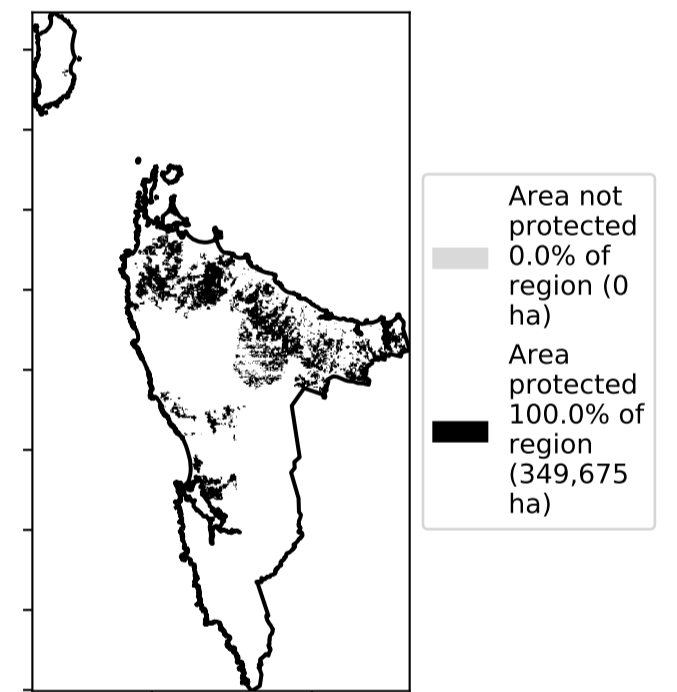 Area not
protected
0.0% of
region (0
ha)
Area
protected
100.0% of
region
(349,675
ha)